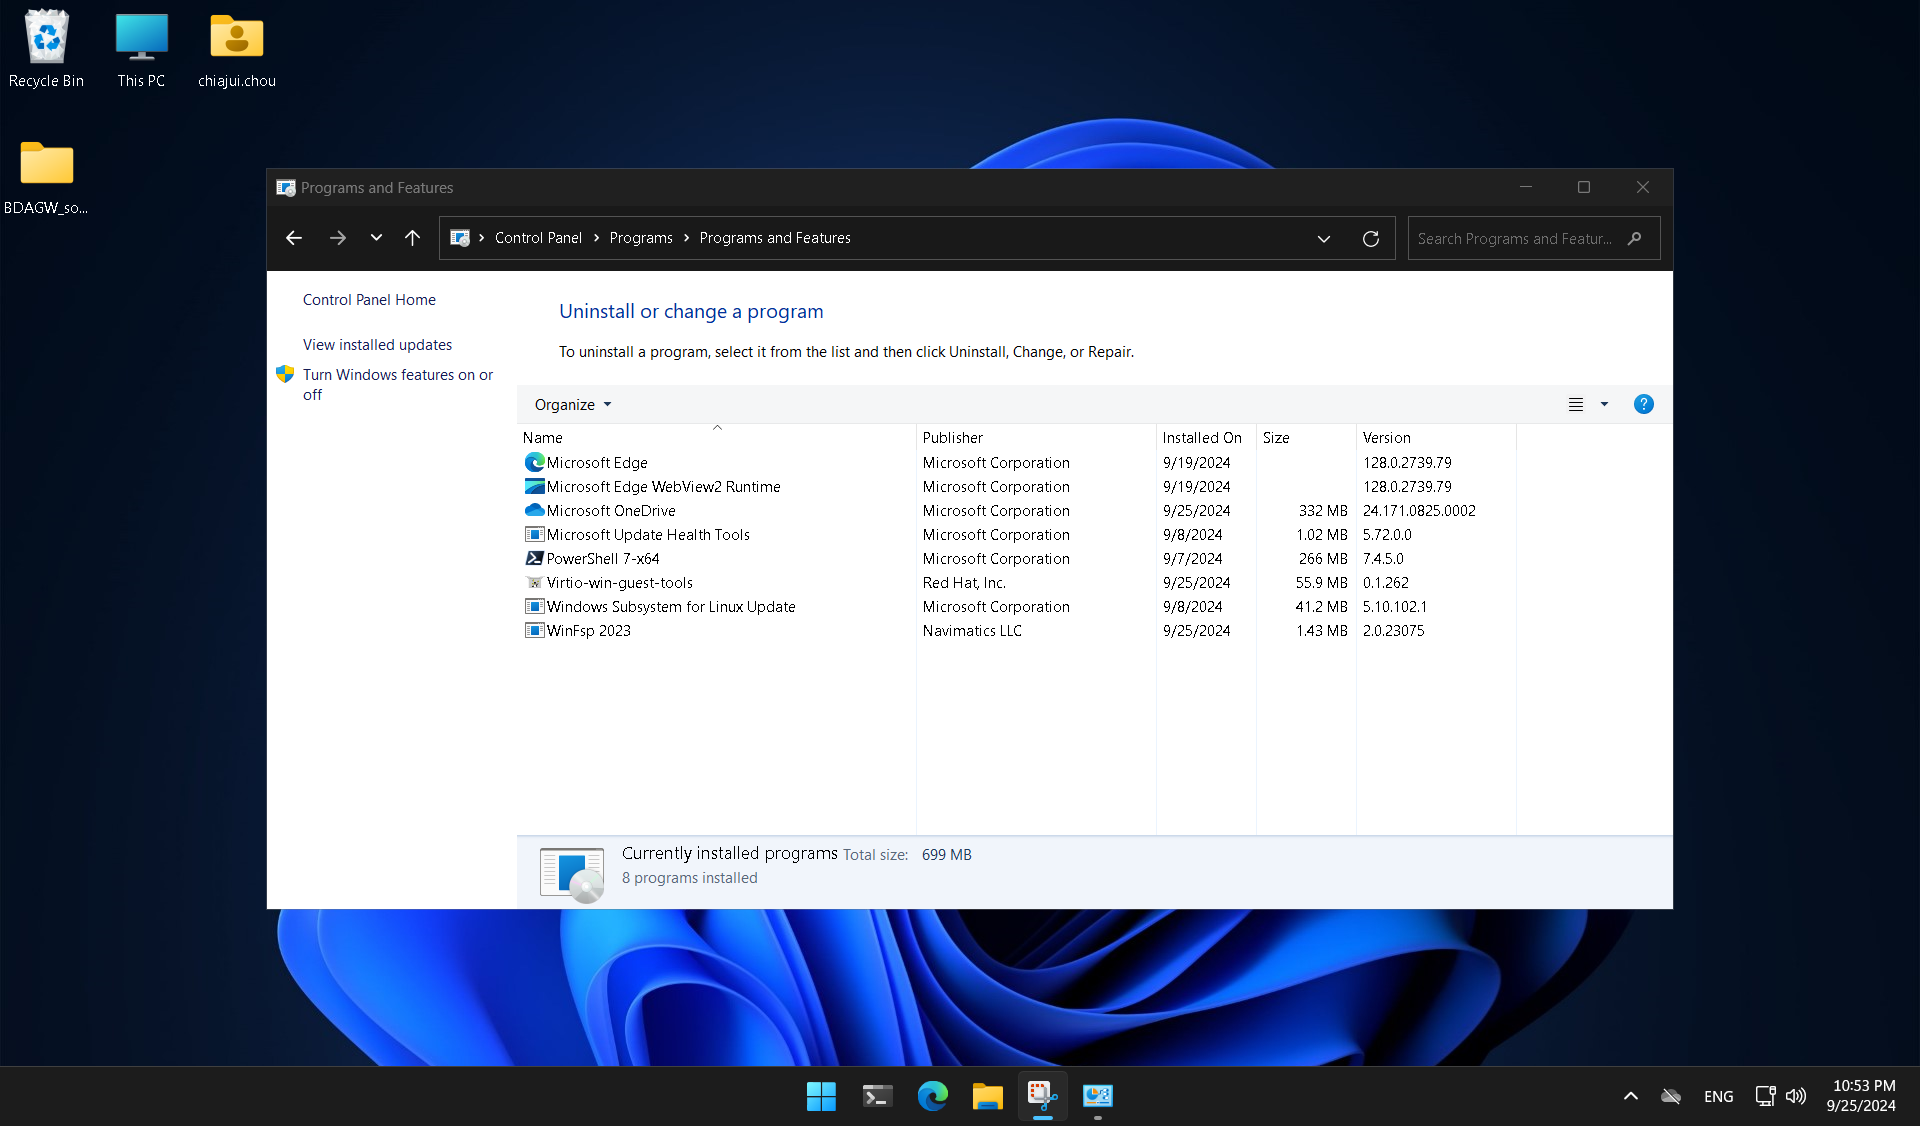 Recycle Bin
This PC
chiajui.chou
BDAGW_so...
Programs and Features
Control Panel > Programs > Programs and Features
Search Programs and Featur...
Control Panel Home
View installed updates
Turn Windows features on or
off
Uninstall or change a program
To uninstall a program, select it from the list and then click Uninstall, Change, or Repair.
Organize
Name Publisher Installed On Size Version
Microsoft Edge Microsoft Corporation 9/19/2024 128.0.2739.79
Microsoft Edge WebView2 Runtime Microsoft Corporation 9/19/2024 128.0.2739.79
Microsoft OneDrive Microsoft Corporation 9/25/2024 332 MB 24.171.0825.0002
Microsoft Update Health Tools Microsoft Corporation 9/8/2024 1.02 MB 5.72.0.0
PowerShell 7-x64 Microsoft Corporation 9/7/2024 266 MB 7.4.5.0
Virtio-win-guest-tools Red Hat, Inc. 9/25/2024 55.9 MB 0.1.262
Windows Subsystem for Linux Update Microsoft Corporation 9/8/2024 41.2 MB 5.10.102.1
WinFsp 2023 Navimatics LLC 9/25/2024 1.43 MB 2.0.23075
Currently installed programs Total size: 699 MB
8 programs installed
ENG
10:53 PM
9/25/2024